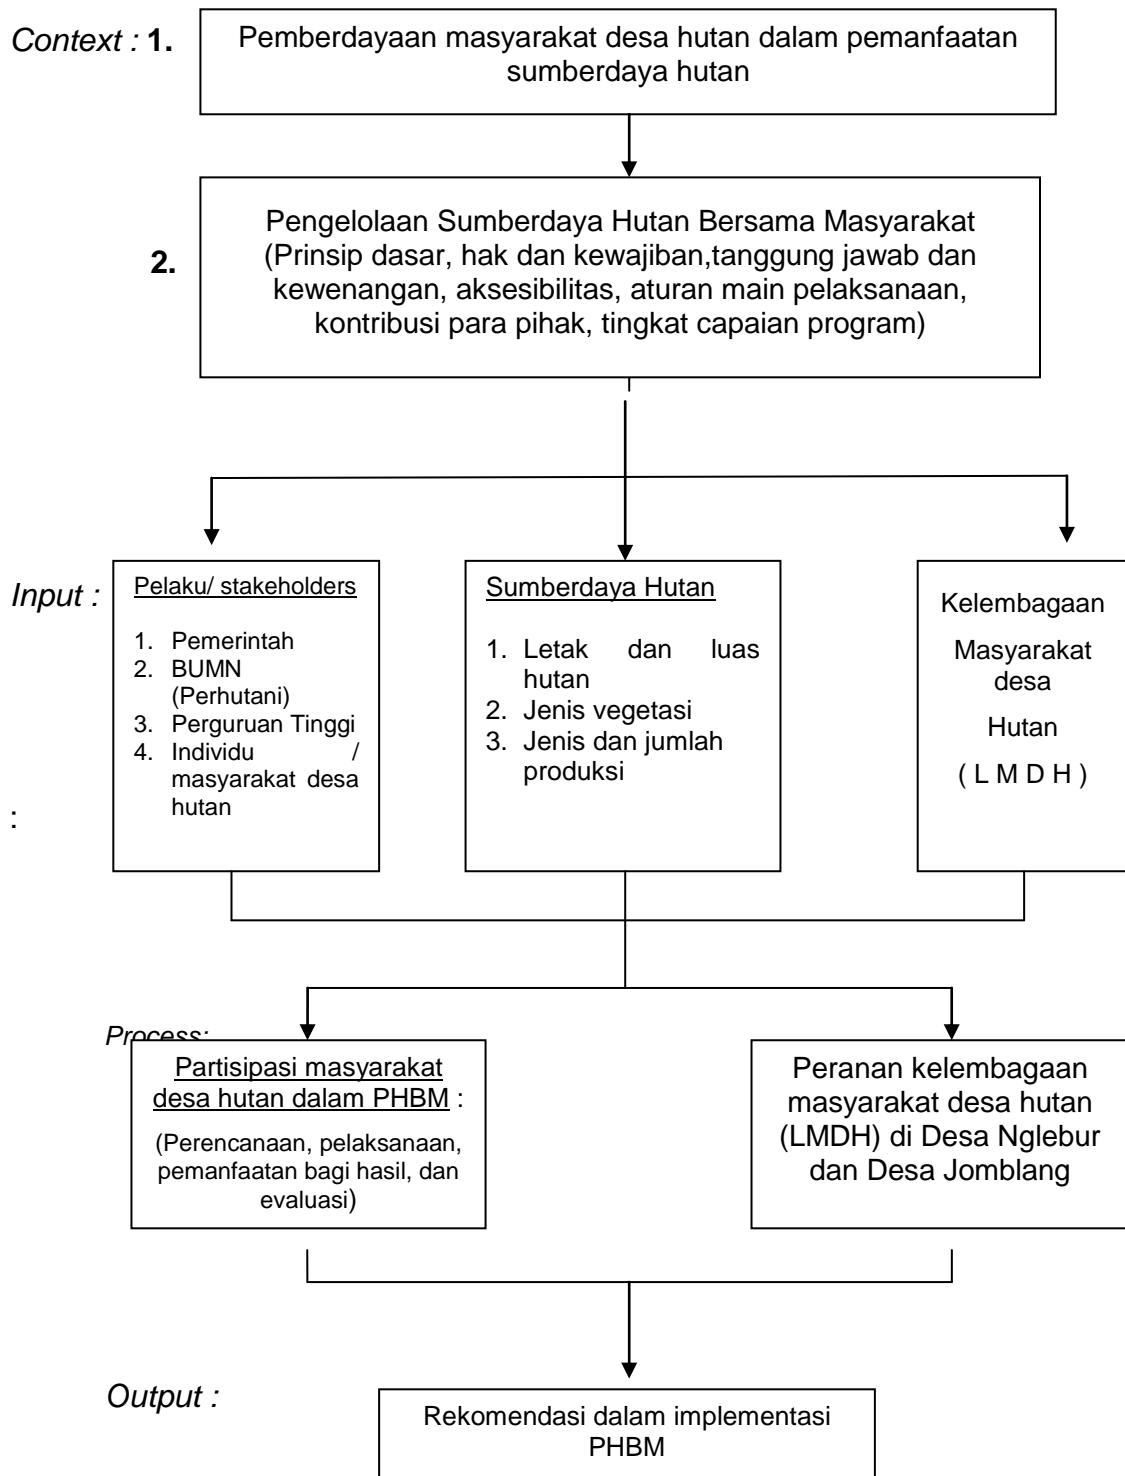 Context : 1.
Pemberdayaan masyarakat desa hutan dalam pemanfaatan
sumberdaya hutan
2.
Pengelolaan Sumberdaya Hutan Bersama Masyarakat
(Prinsip dasar, hak dan kewajiban,tanggung jawab dan
kewenangan, aksesibilitas, aturan main pelaksanaan,
kontribusi para pihak, tingkat capaian program)
Input :
Pelaku/ stakeholders
1. Pemerintah
2. BUMN
(Perhutani)
3. Perguruan Tinggi
4. Individu /
masyarakat desa
hutan
:
Sumberdaya Hutan
1. Letak dan luas
hutan
2. Jenis vegetasi
3. Jenis dan jumlah
produksi
Kelembagaan
Masyarakat
desa
Hutan
( L M D H )
Process:
Partisipasi masyarakat
desa hutan dalam PHBM :
(Perencanaan, pelaksanaan,
pemanfaatan bagi hasil, dan
evaluasi)
Peranan kelembagaan
masyarakat desa hutan
(LMDH) di Desa Nglebur
dan Desa Jomblang
Output :
Rekomendasi dalam implementasi
PHBM